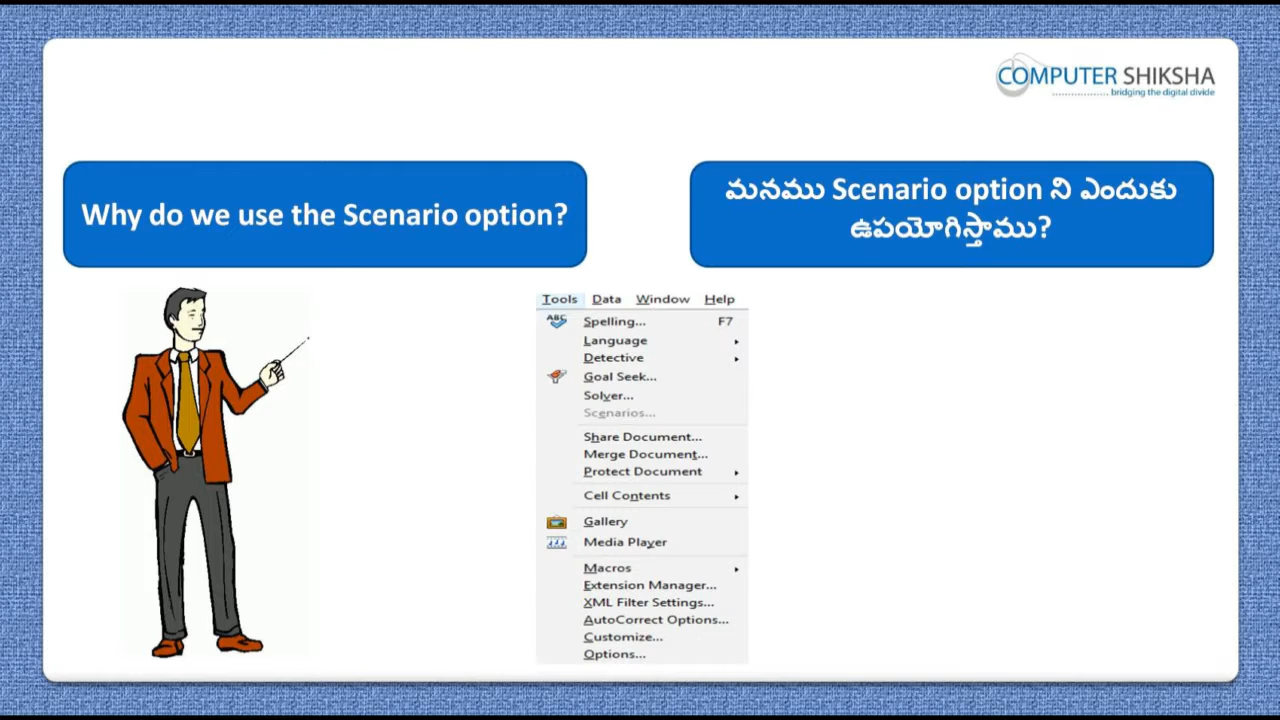 COMPUTER SHIKSHA
bridging the digital divide
Why do we use the Scenario option?
మనము Scenario option ని ఎందుకు
ఉపయోగిస్తాము?
Tools Data Window Help
ABC
Spelling... F7
Language
Detective
Goal Seek...
Solver...
Scenarios...
Share Document...
Merge Document...
Protect Document
Cell Contents
Gallery
Media Player
Macros
Extension Manager...
XML Filter Settings...
AutoCorrect Options...
Customize...
Options...